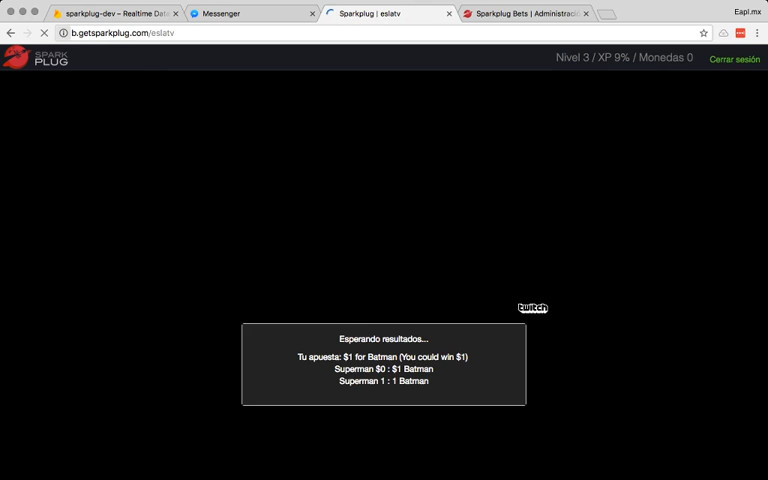 sparkplug-dev – Realtime Data
Messenger
Sparkplug | eslatv
Sparkplug Bets | Administraci
Eapl.mx
b.getsparkplug.com/eslatv
SPARK
PLUG
Nivel 3 / XP 9% / Monedas 0
Cerrar sesión
twitch
Esperando resultados...
Tu apuesta: $1 for Batman (You could win $1)
Superman $0 : $1 Batman
Superman 1 : 1 Batman